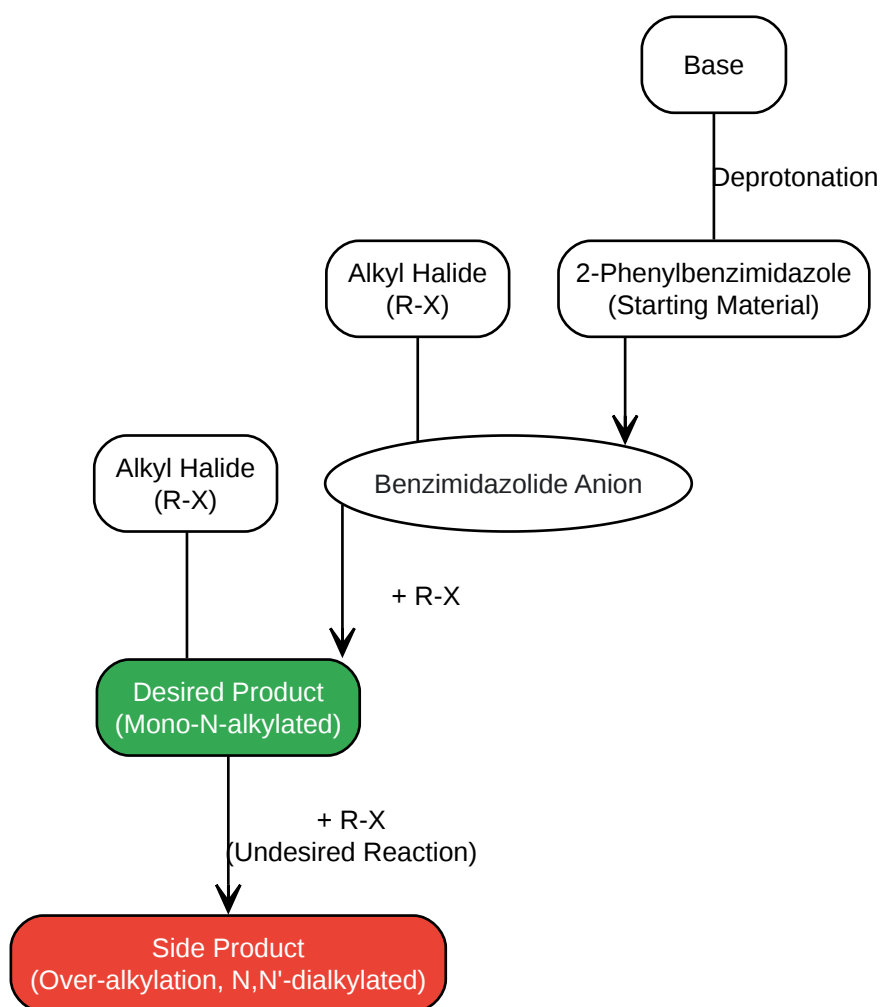 Base
Deprotonation
Alkyl Halide
(R-X)
2-Phenylbenzimidazole
(Starting Material)
Alkyl Halide
(R-X)
Benzimidazolide Anion
+ R-X
Desired Product
(Mono-N-alkylated)
+ R-X
(Undesired Reaction)
Side Product
(Over-alkylation, N,N'-dialkylated)